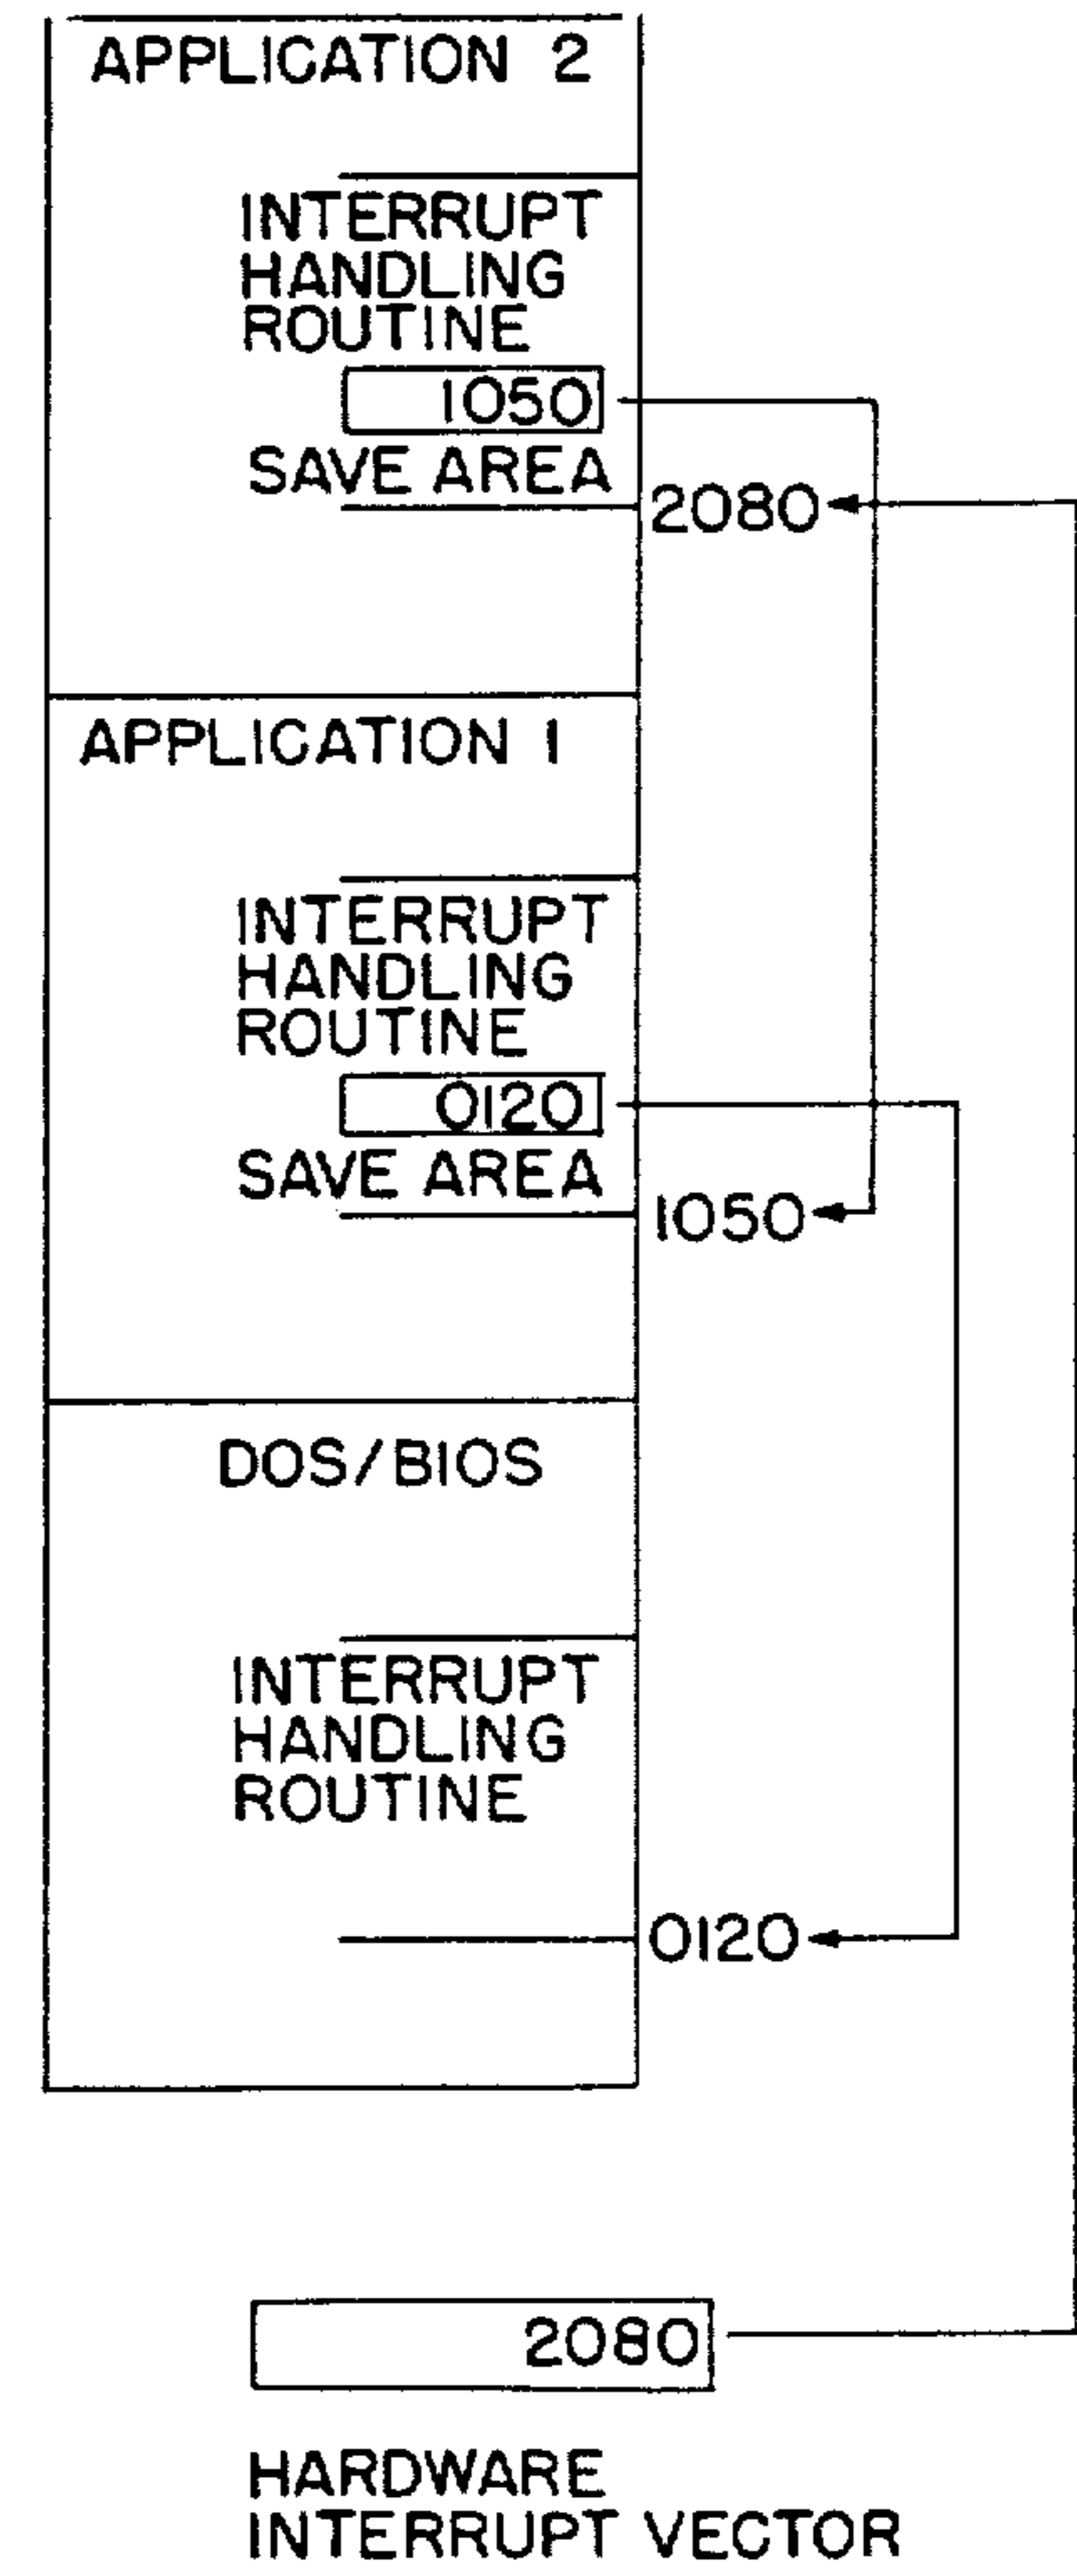 APPLICATION 2
INTERRUPT
HANDLING
ROUTINE
1050
SAVE AREA
2080
APPLICATION 1
INTERRUPT
HANDLING
ROUTINE
0120
SAVE AREA
1050
DOS/BIOS
INTERRUPT
HANDLING
ROUTINE
0120
2080
HARDWARE
INTERRUPT VECTOR